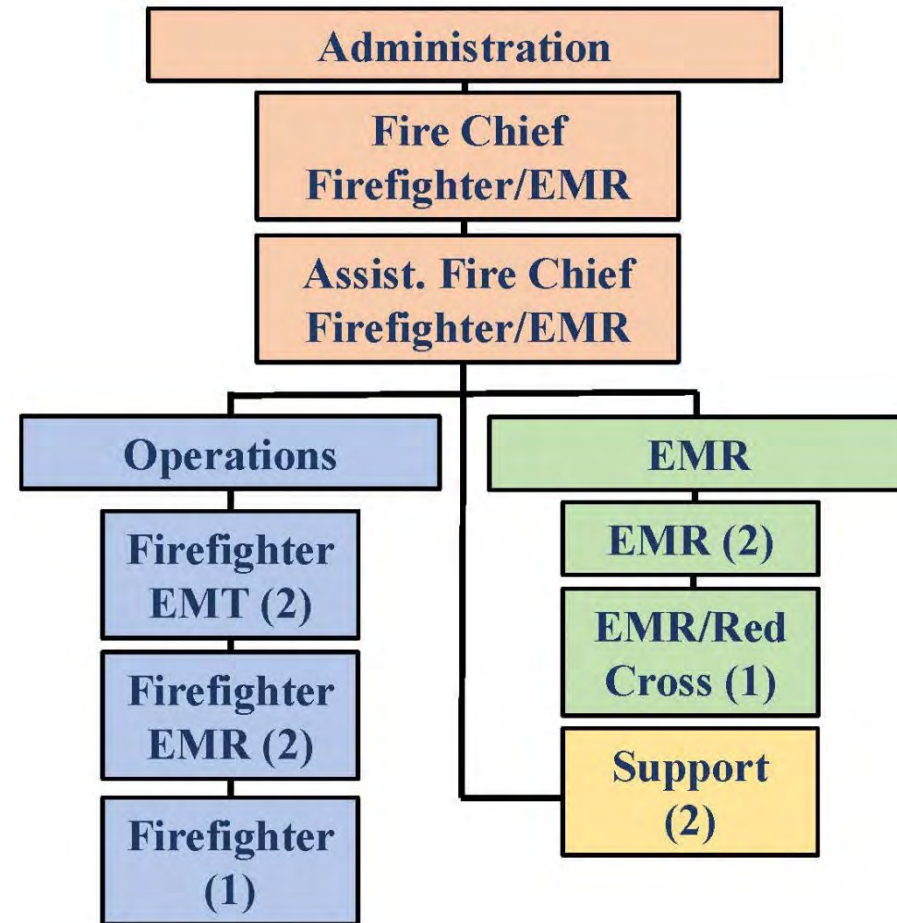 Administration
Fire Chief
Firefighter/EMR
Assist. Fire Chief
Firefighter/EMR
Operations
Firefighter
EMT (2)
Firefighter
EMR (2)
Firefighter
(1)
EMR
EMR (2)
EMR/Red
Cross (1)
Support
(2)